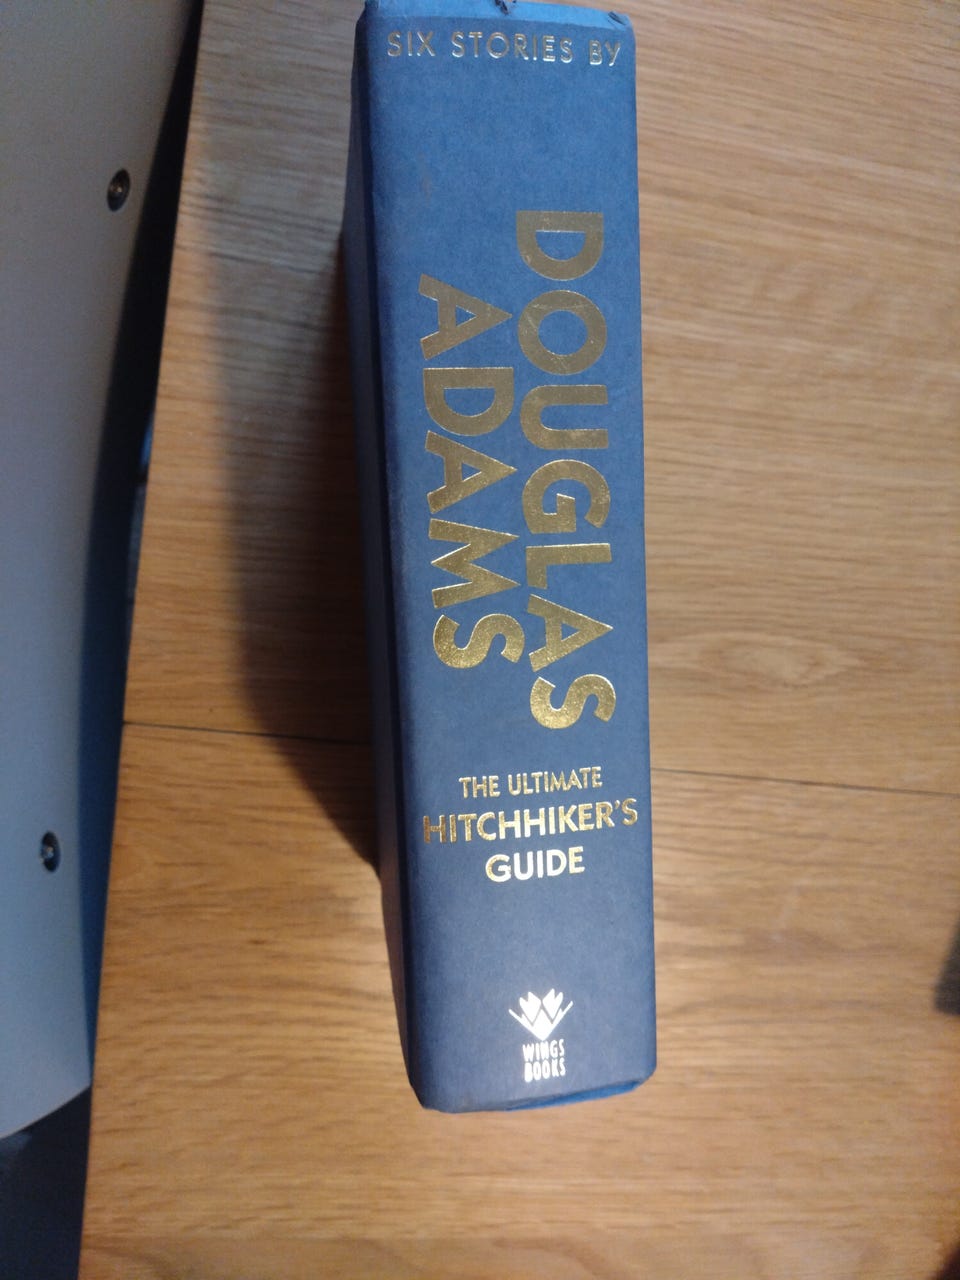 SIX STORIES BY
DOUGLAS
ADAMS
THE ULTIMATE
HITCHHIKER'S
GUIDE
WINGS
BOOKS